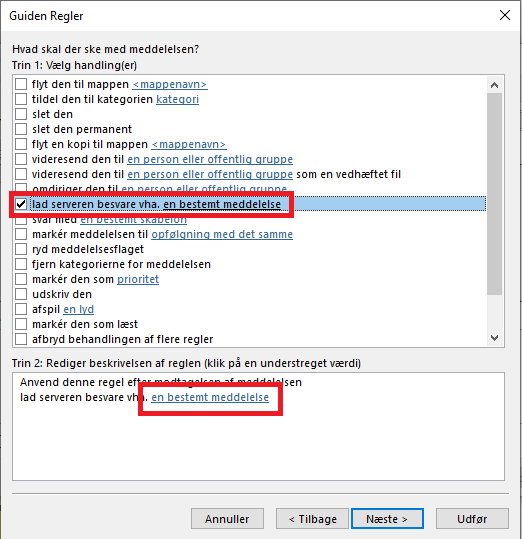 Guiden Regler
Hvad skal der ske med meddelelsen?
Trin 1: Vælg handling(er)
flyt den til mappen <mappenavn>
tildel den til kategorien kategori
slet den
slet den permanent
flyt en kopi til mappen <mappenavn>
videresend den til en person eller offentlig gruppe
videresend den til en person eller offentlig gruppe som en vedhæftet fil
omdiriger den til en person eller offentlig gruppe
lad serveren besvare vha. en bestemt meddelelse
svar med en bestemt skabelon
markér meddelelsen til opfølgning med det samme
ryd meddelelsesflaget
fjern kategorierne for meddelelsen
markér den som prioritet
udskriv den
afspil en lyd
markér den som læst
afbryd behandlingen af flere regler
Trin 2: Rediger beskrivelsen af reglen (klik på en understreget værdi)
Anvend denne regel efter modtagelsen af meddelelsen
lad serveren besvare vha. en bestemt meddelelse
Annuller < Tilbage Næste > Udfør